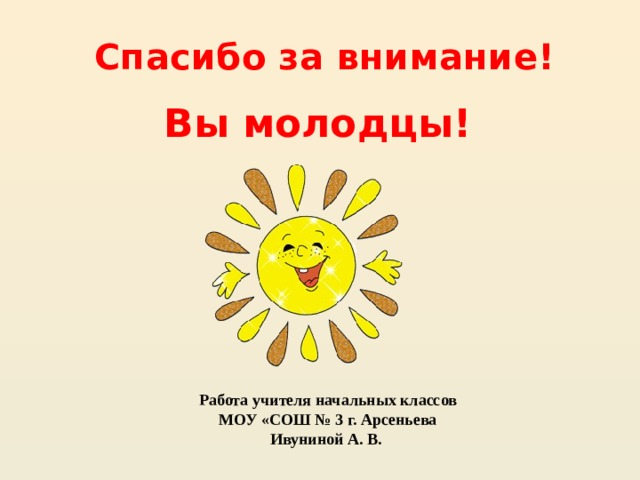 Спасибо за внимание!
Вы молодцы!
Работа учителя начальных классов
МОУ «СОШ № 3 г. Арсеньева
Ивуниной А. В.